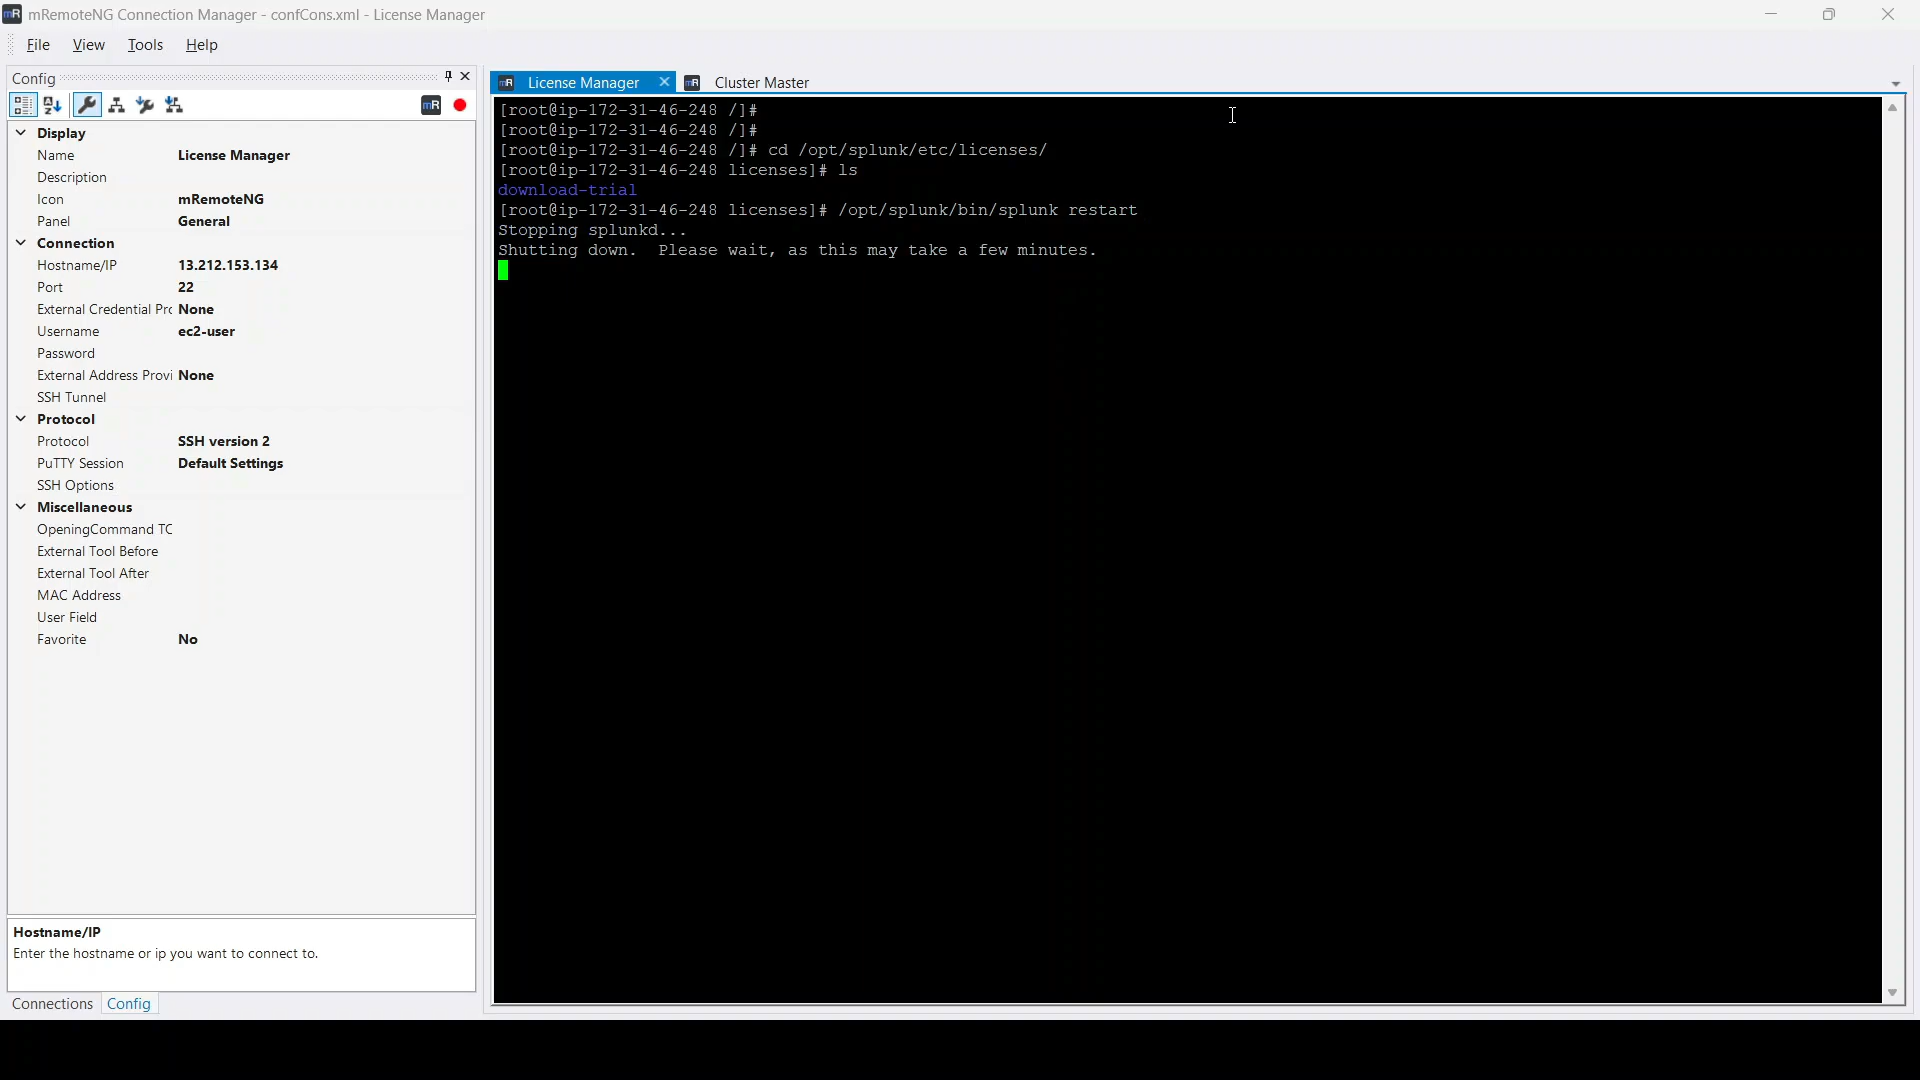 mRemoteNG Connection Manager - confCons.xml - License Manager
File View Tools Help
Config
License Manager Cluster Master
Display
Name License Manager
Description
Icon mRemoteNG
Panel General
Connection
Hostname/IP 13.212.153.134
Port 22
External Credential Prc None
Username ec2-user
Password
External Address Provi None
SSH Tunnel
Protocol
Protocol SSH version 2
PuTTY Session Default Settings
SSH Options
Miscellaneous
OpeningCommand TC
External Tool Before
External Tool After
MAC Address
User Field
Favorite No
Hostname/IP
Enter the hostname or ip you want to connect to.
Connections Config
[root@ip-172-31-46-248 /]#
[root@ip-172-31-46-248 /]#
[root@ip-172-31-46-248 /]# cd /opt/splunk/etc/licenses/
[root@ip-172-31-46-248 licenses]# ls
download-trial
[root@ip-172-31-46-248 licenses]# /opt/splunk/bin/splunk restart
Stopping splunkd...
Shutting down.  Please wait, as this may take a few minutes.